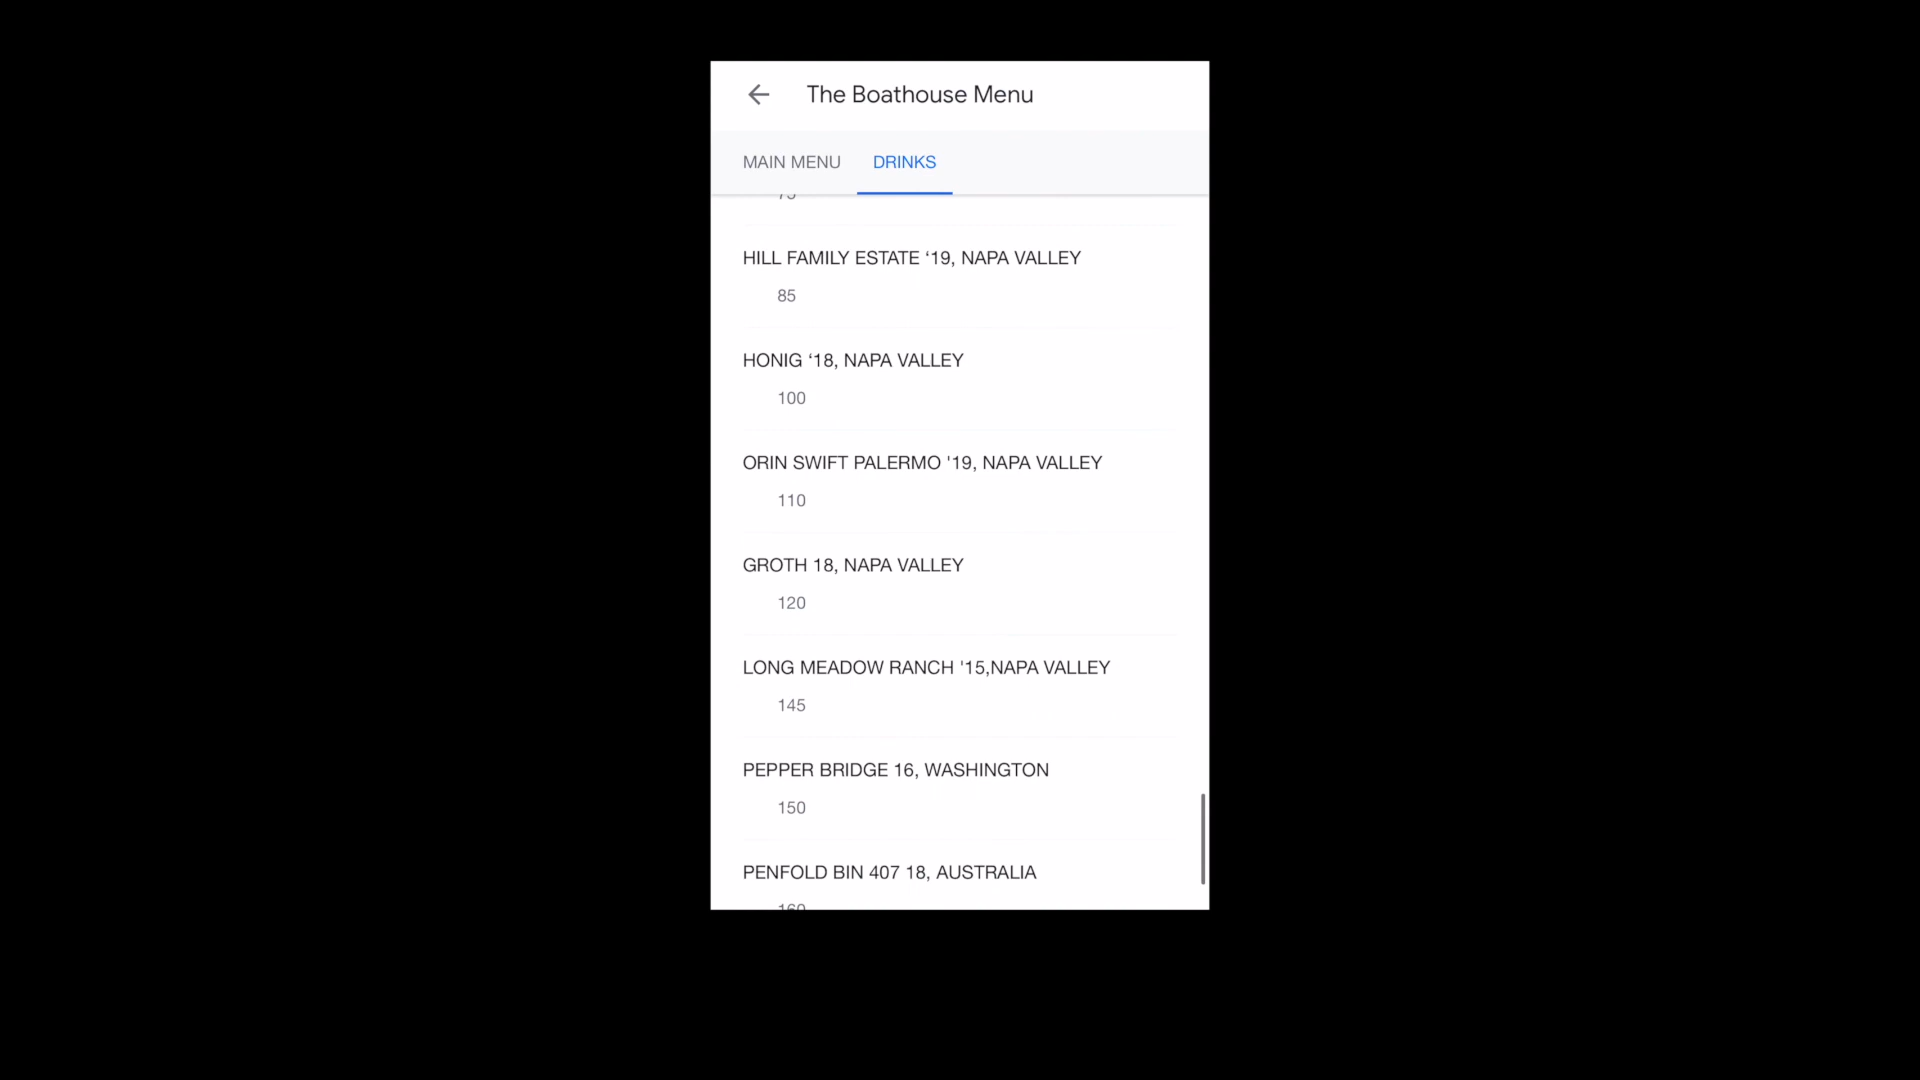 The Boathouse Menu
MAIN MENU DRINKS
HILL FAMILY ESTATE ‘19, NAPA VALLEY
85
HONIG ‘18, NAPA VALLEY
100
ORIN SWIFT PALERMO '19, NAPA VALLEY
110
GROTH 18, NAPA VALLEY
120
LONG MEADOW RANCH '15,NAPA VALLEY
145
PEPPER BRIDGE 16, WASHINGTON
150
PENFOLD BIN 407 18, AUSTRALIA